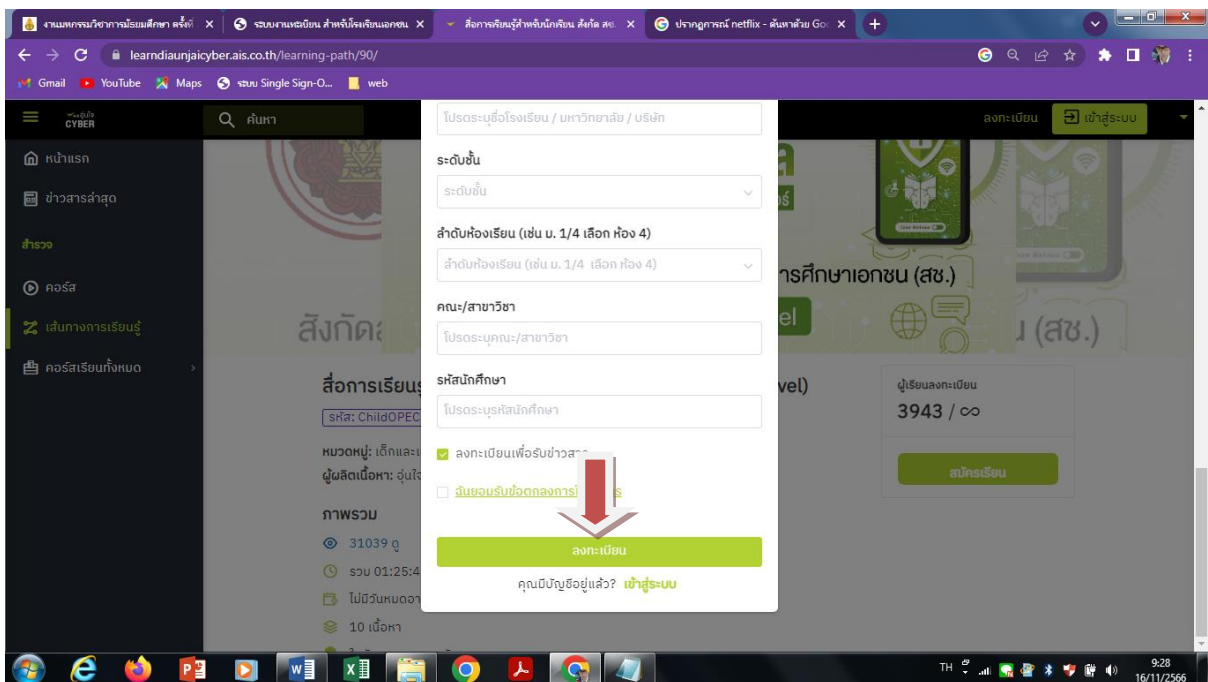 งานมหกรรมวิชาการมัธยมศึกษา ครั้งที่
ระบบงานทะเบียน สำหรับโรงเรียนเอกชน
สื่อการเรียนรู้สำหรับนักเรียน สังกัด สช.
ปรากฏการณ์ netflix - ค้นหาด้วย Goo
learndiaunjaicyber.ais.co.th/learning-path/90/
Gmail YouTube Maps ระบบ Single Sign-O... web
CYBER
ค้นหา
ลงทะเบียน เข้าสู่ระบบ
หน้าแรก
ข่าวสารล่าสุด
สำรวจ
คอร์ส
เส้นทางการเรียนรู้
คอร์สเรียนทั้งหมด
โปรดระบุชื่อโรงเรียน / มหาวิทยาลัย / บริษัท
ระดับชั้น
ระดับชั้น
ลำดับห้องเรียน (เช่น ม. 1/4 เลือก ห้อง 4)
ลำดับห้องเรียน (เช่น ม. 1/4 เลือก ห้อง 4)
คณะ/สาขาวิชา
โปรดระบุคณะ/สาขาวิชา
รหัสนักศึกษา
โปรดระบุรหัสนักศึกษา
ลงทะเบียนเพื่อรับข่าวสาร
ฉันยอมรับข้อตกลงการ
ลงทะเบียน
คุณมีบัญชีอยู่แล้ว? เข้าสู่ระบบ
ารศึกษาเอกชน (สช.)
el
สังกัด
น (สช.)
สื่อการเรียนรู้
vel)
รหัส: ChildOPEC
หมวดหมู่: เด็กและเ
ผู้ผลิตเนื้อหา: อุ่นใจ
ภาพรวม
31039 ดู
รวม 01:25:4
ไม่มีวันหมดอา
10 เนื้อหา
ผู้เรียนลงทะเบียน
3943 / ∞
สมัครเรียน
TH
9:28
16/11/2566